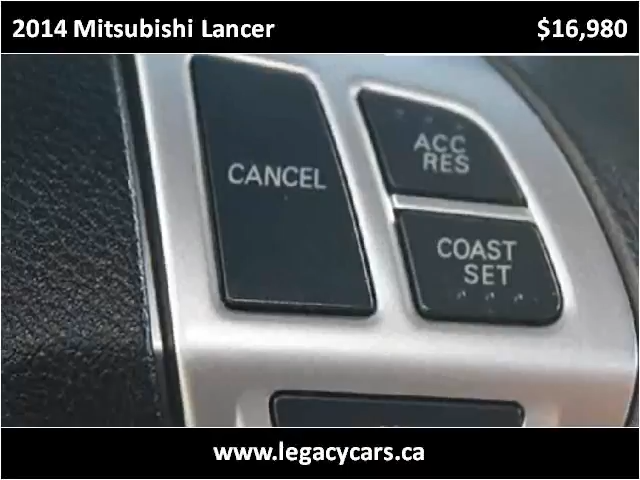 2014 Mitsubishi Lancer $16,980
CANCEL
ACC
RES
COAST
SET
www.legacycars.ca